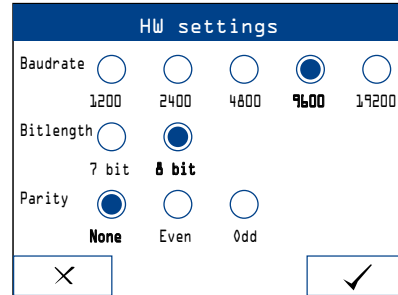 HW settings
Baudrate
1200 2400 4800 9600 19200
Bitlength
7 bit 8 bit
Parity
None Even Odd